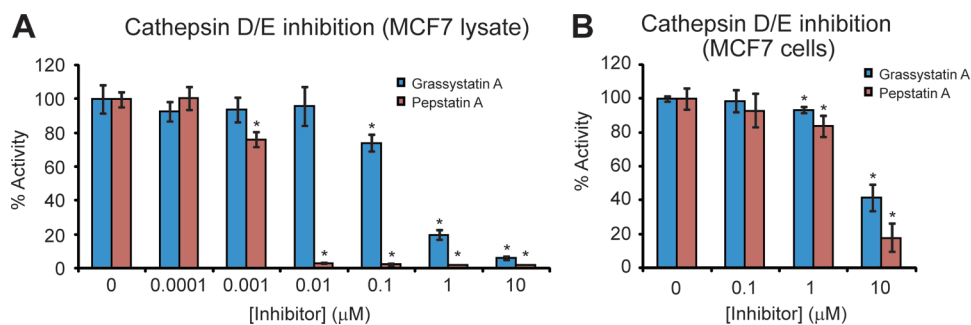 A
Cathepsin D/E inhibition (MCF7 lysate)
120
100
80
60
40
20
0
% Activity
Grassystatin A
Pepstatin A
*
*
*
*
*
*
*
*
0 0.0001 0.001 0.01 0.1 1 10
[Inhibitor] (μM)
B
Cathepsin D/E inhibition
(MCF7 cells)
120
100
80
60
40
20
0
% Activity
Grassystatin A
Pepstatin A
* *
* *
0 0.1 1 10
[Inhibitor] (μM)